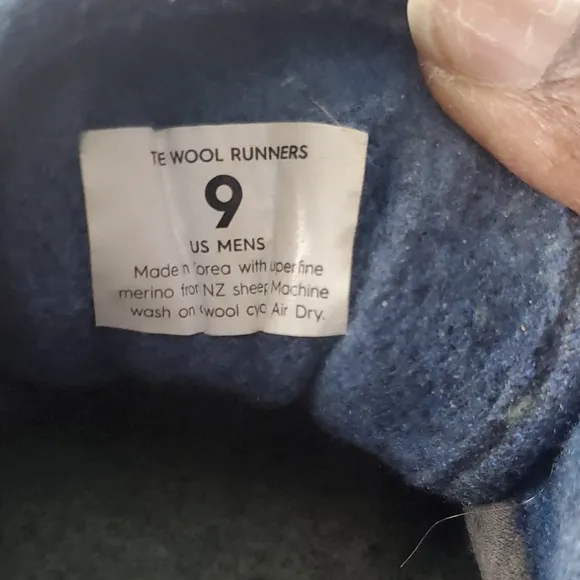 TE WOOL RUNNERS
9
US MENS
Made n orea with uperfine
merino fror NZ sheep Machine
wash on wool cyc Air Dry.